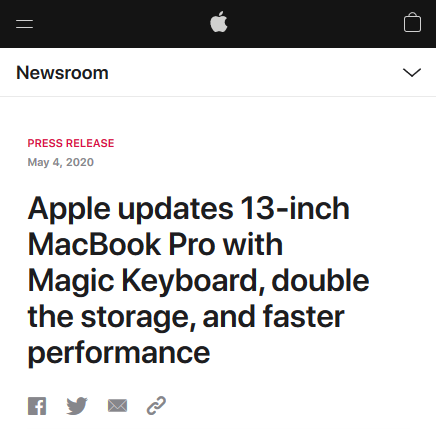 Newsroom
PRESS RELEASE
May 4, 2020
Apple updates 13-inch
MacBook Pro with
Magic Keyboard, double
the storage, and faster
performance